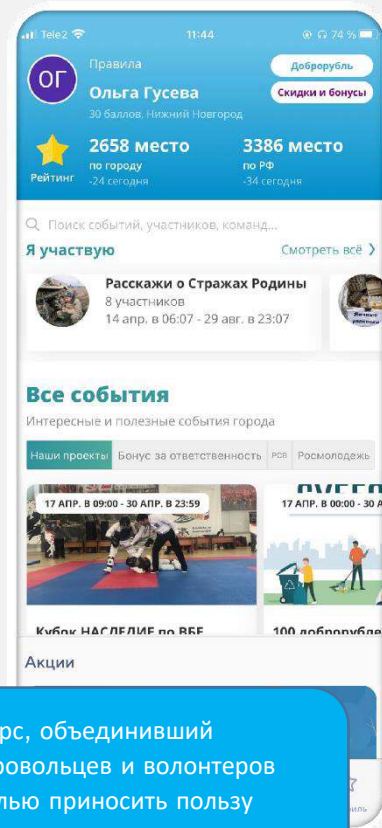 Tele2
11:44
74 %
ОГ
Правила
Доброрубль
Ольга Гусева
Скидки и бонусы
30 баллов, Нижний Новгород
2658 место
3386 место
Рейтинг
по городу
по РФ
-24 сегодня
-34 сегодня
Поиск событий, участников, команд...
Я участвую
Смотреть всё
Расскажи о Стражах Родины
8 участников
14 апр. в 06:07 - 29 авг. в 23:07
Все события
Интересные и полезные события города
Наши проекты
Бонус за ответственность
РСВ
Росмолодежь
17 АПР. В 09:00 - 30 АПР. В 23:59
17 АПР. В 00:00 - 30 А
Кубок НАСЛЕДИЕ по ВБЕ
100 доброрубле
Акции
рс, объединивший
ровольцев и волонтеров
лью приносить пользу